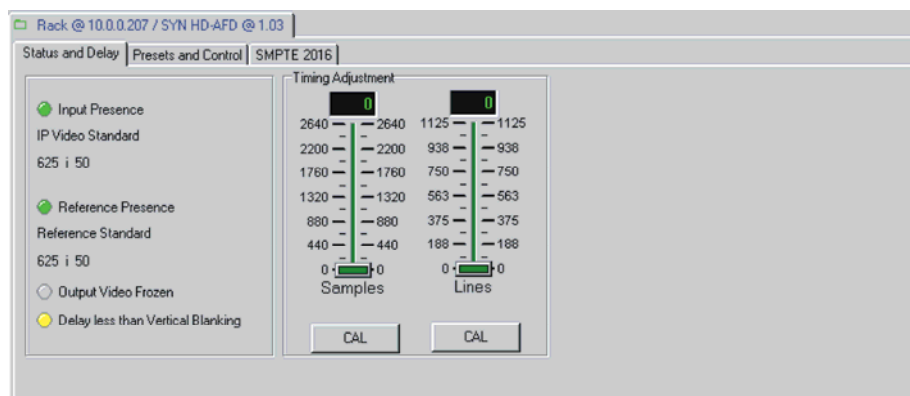 Rack @ 10.0.0.207 / SYN HD-AFD @ 1.03
Status and Delay Presets and Control SMPTE 2016
Input Presence
IP Video Standard
625 i 50
Reference Presence
Reference Standard
625 i 50
Output Video Frozen
Delay less than Vertical Blanking
Timing Adjustment
0 0
2640 2640 1125 1125
2200 2200 938 938
1760 1760 750 750
1320 1320 563 563
880 880 375 375
440 440 188 188
0 0 0 0
Samples Lines
CAL CAL